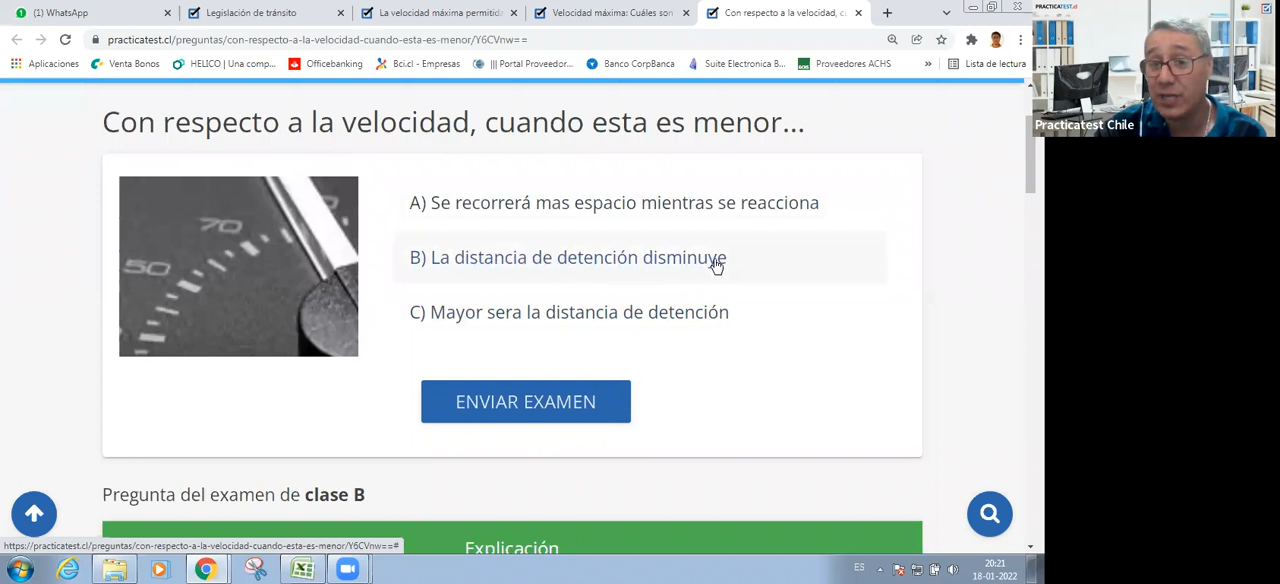 (1) WhatsApp
Legislación de tránsito
La velocidad máxima permitid
Velocidad máxima: Cuáles son
Con respecto a la velocidad, cu
practicatest.cl/preguntas/con-respecto-a-la-velocidad-cuando-esta-es-menor/Y6CVnw==
Aplicaciones
Venta Bonos
HELICO | Una comp...
Officebanking
Bci.cl - Empresas
||| Portal Proveedor...
Banco CorpBanca
Suite Electronica B...
Proveedores ACHS
»
Lista de lectura
PRACTICATEST.cl
Practicatest Chile
Con respecto a la velocidad, cuando esta es menor...
50
70
A) Se recorrerá mas espacio mientras se reacciona
B) La distancia de detención disminuye
C) Mayor sera la distancia de detención
ENVIAR EXAMEN
Pregunta del examen de clase B
Explicación
https://practicatest.cl/preguntas/con-respecto-a-la-velocidad-cuando-esta-es-menor/Y6CVnw==#
ES
20:21
18-01-2022